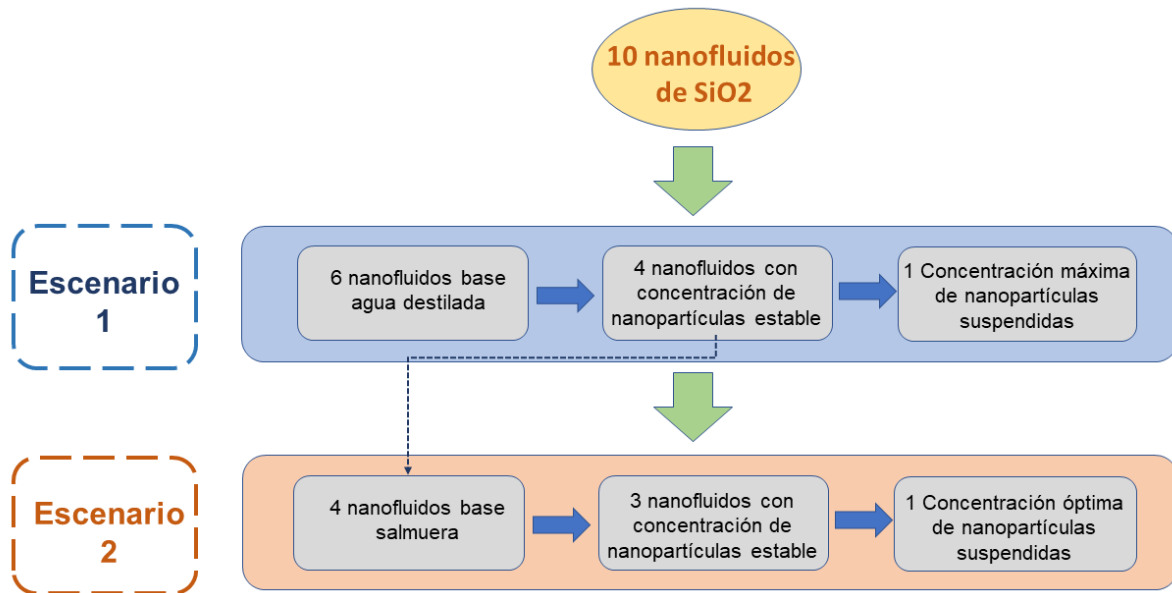 10 nanofluidos
de SiO2
Escenario
1
6 nanofluidos base
agua destilada
4 nanofluidos con
concentración de
nanopartículas estable
1 Concentración máxima
de nanopartículas
suspendidas
Escenario
2
4 nanofluidos base
salmuera
3 nanofluidos con
concentración de
nanopartículas estable
1 Concentración óptima
de nanopartículas
suspendidas